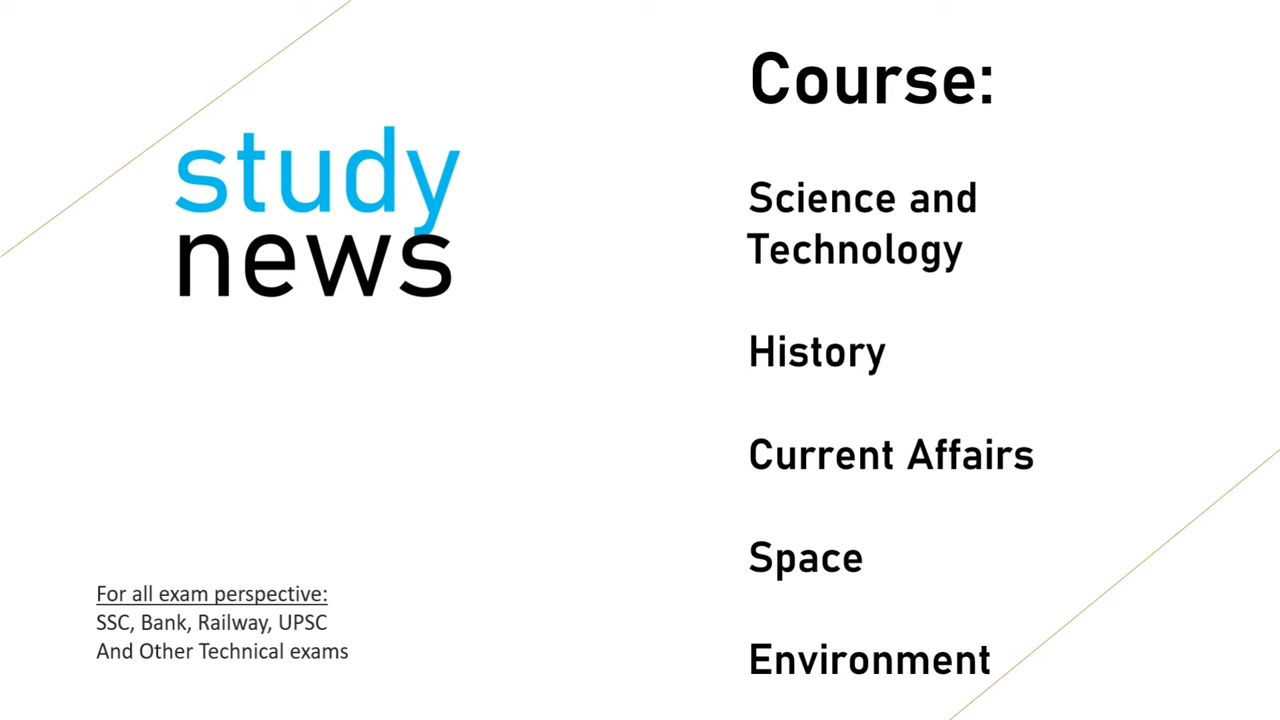 study
news
For all exam perspective:
SSC, Bank, Railway, UPSC
And Other Technical exams
Course:
Science and
Technology
History
Current Affairs
Space
Environment